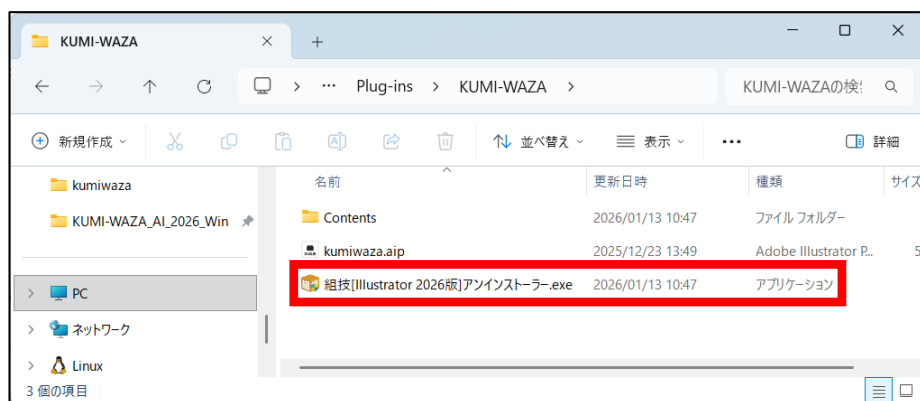 KUMI-WAZA
… Plug-ins KUMI-WAZA
KUMI-WAZAの検
新規作成 並べ替え 表示 … 詳細
kumiwaza
KUMI-WAZA_AI_2026_Win
PC
ネットワーク
Linux
名前 更新日時 種類 サイズ
Contents 2026/01/13 10:47 ファイル フォルダー
kumiwaza.aip 2025/12/23 13:49 Adobe Illustrator P... 5
組技[Illustrator 2026版]アンインストーラー.exe 2026/01/13 10:47 アプリケーション
3 個の項目